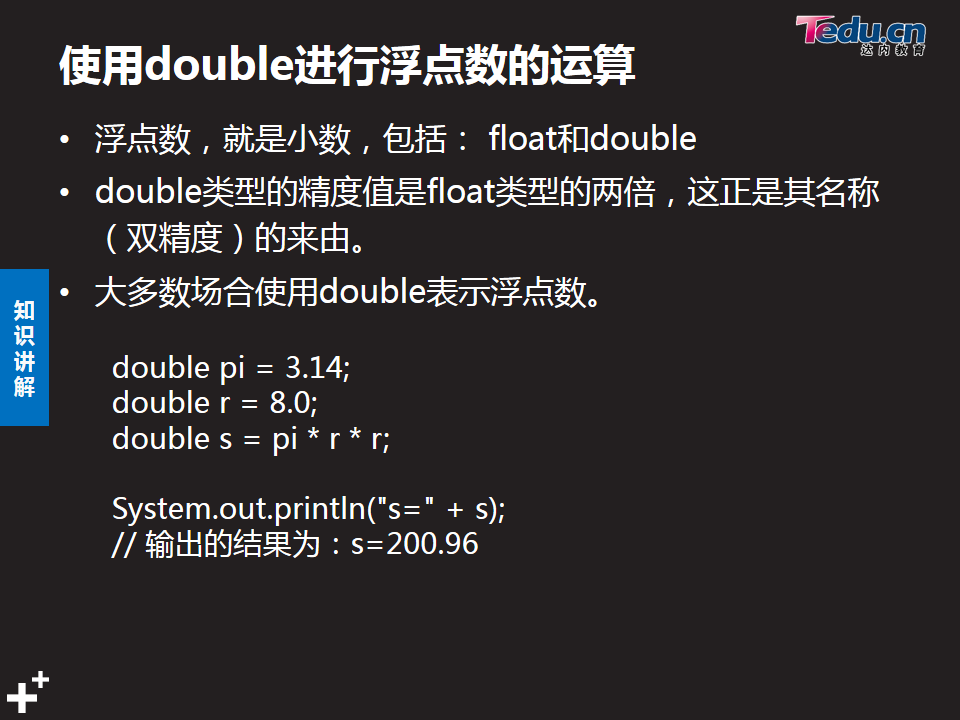 Tedu.cn
达内教育
使用double进行浮点数的运算
• 浮点数，就是小数，包括： float和double
• double类型的精度值是float类型的两倍，这正是其名称
（双精度）的来由。
• 大多数场合使用double表示浮点数。
知
识
讲
解
double pi = 3.14;
double r = 8.0;
double s = pi * r * r;
System.out.println("s=" + s);
// 输出的结果为：s=200.96